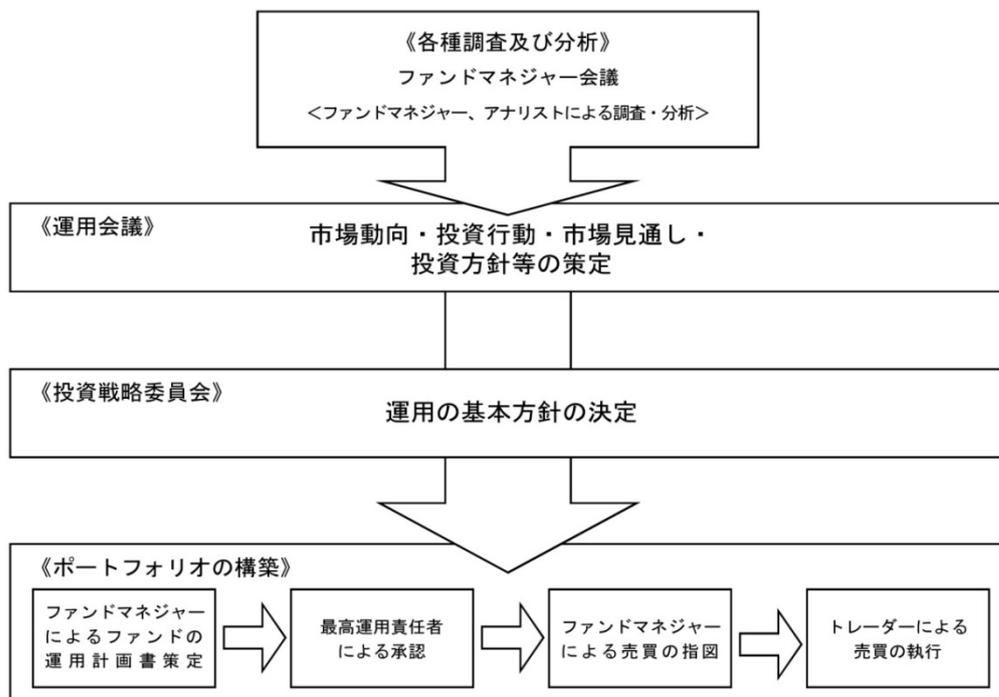 《各種調査及び分析》
ファンドマネジャー会議
＜ファンドマネジャー、アナリストによる調査・分析＞
《運用会議》
市場動向・投資行動・市場見通し・
投資方針等の策定
《投資戦略委員会》
運用の基本方針の決定
《ポートフォリオの構築》
ファンドマネジャー
によるファンドの
運用計画書策定
最高運用責任者
による承認
ファンドマネジャー
による売買の指図
トレーダーによる
売買の執行